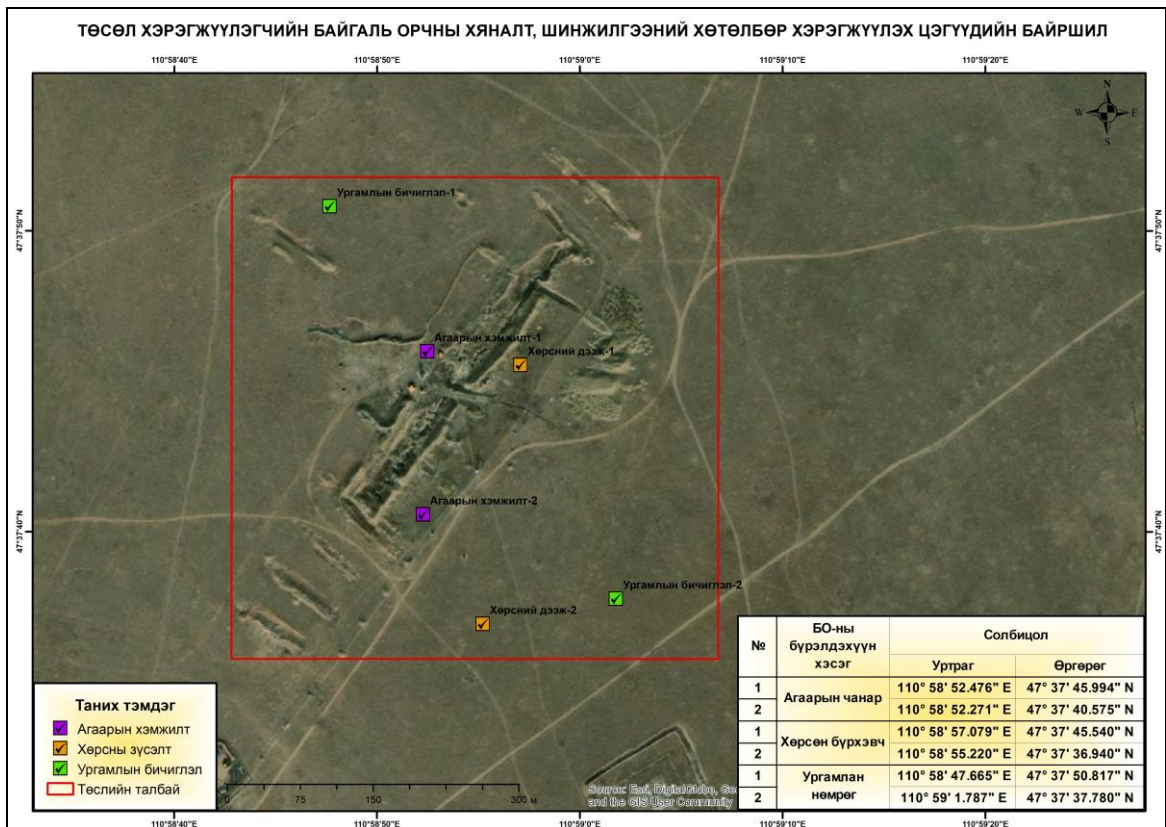 ТӨСӨЛ ХЭРЭГЖҮҮЛЭГЧИЙН БАЙГАЛЬ ОРЧНЫ ХЯНАЛТ, ШИНЖИЛГЭЭНИЙ ХӨТӨЛБӨР ХЭРЭГЖҮҮЛЭХ ЦЭГҮҮДИЙН БАЙРШИЛ
110°58'40"E 110°58'50"E 110°59'0"E 110°59'10"E 110°59'20"E
N
W E
S
Ургамлын бичиглэл-1
47°37'50"N 47°37'50"N
Агаарын хэмжилт-1
Хөрсний дээж-1
Агаарын хэмжилт-2
47°37'40"N 47°37'40"N
Ургамлын бичиглэл-2
Хөрсний дээж-2
Таних тэмдэг
Агаарын хэмжилт
Хөрсны зүсэлт
Ургамлын бичиглэл
Төслийн талбай
0 75 150 300 м
Source: Esri, DigitalGlobe, Ge
and the GIS User Community
№ БО-ны бүрэлдэхүүн хэсэг Солбицол
Уртраг Өргөрөг
1 Агаарын чанар 110° 58' 52.476" E 47° 37' 45.994" N
2 110° 58' 52.271" E 47° 37' 40.575" N
1 Хөрсөн бүрхэвч 110° 58' 57.079" E 47° 37' 45.540" N
2 110° 58' 55.220" E 47° 37' 36.940" N
1 Ургамлан нөмрөг 110° 58' 47.665" E 47° 37' 50.817" N
2 110° 59' 1.787" E 47° 37' 37.780" N
110°58'40"E 110°58'50"E 110°59'0"E 110°59'10"E 110°59'20"E